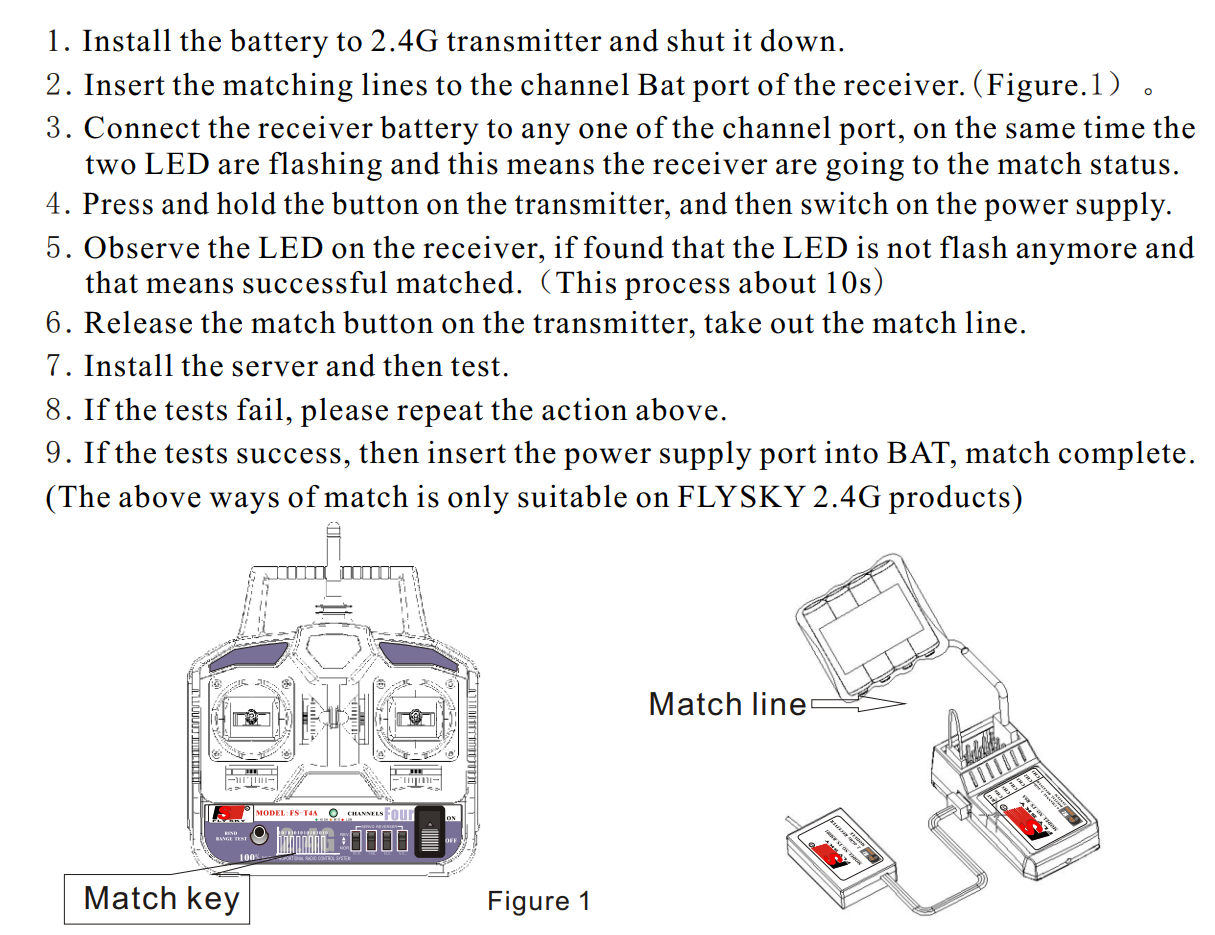 1. Install the battery to 2.4G transmitter and shut it down.
2. Insert the matching lines to the channel Bat port of the receiver.(Figure.1) 。
3. Connect the receiver battery to any one of the channel port, on the same time the
two LED are flashing and this means the receiver are going to the match status.
4. Press and hold the button on the transmitter, and then switch on the power supply.
5. Observe the LED on the receiver, if found that the LED is not flash anymore and
that means successful matched. (This process about 10s)
6. Release the match button on the transmitter, take out the match line.
7. Install the server and then test.
8. If the tests fail, please repeat the action above.
9. If the tests success, then insert the power supply port into BAT, match complete.
(The above ways of match is only suitable on FLYSKY 2.4G products)
Match line
FS
FLY SKY
MODEL: FS-T4A
CHANNELS Four
ON
BIND
RANGE TEST
OFF
100%
Match key
Figure 1